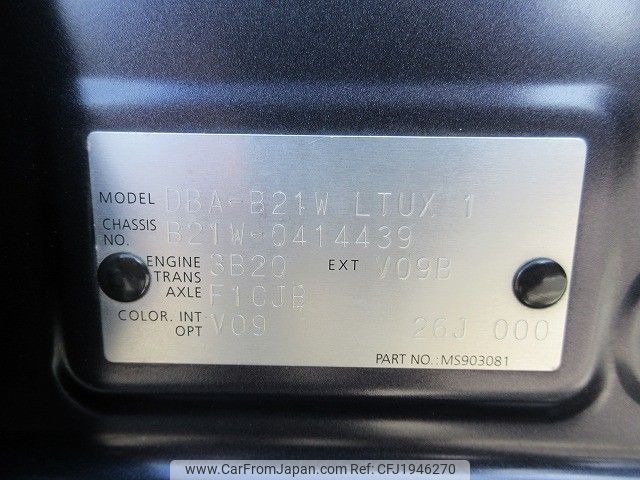 MODEL DBA-B21W LTUX 1
CHASSIS NO. B21W-0414439
ENGINE 3B20 EXT V09B
TRANS AXLE F1CJB
COLOR. INT OPT V09 26J 000
PART NO.: MS903081
www.CarFromJapan.com - CFJ1946270